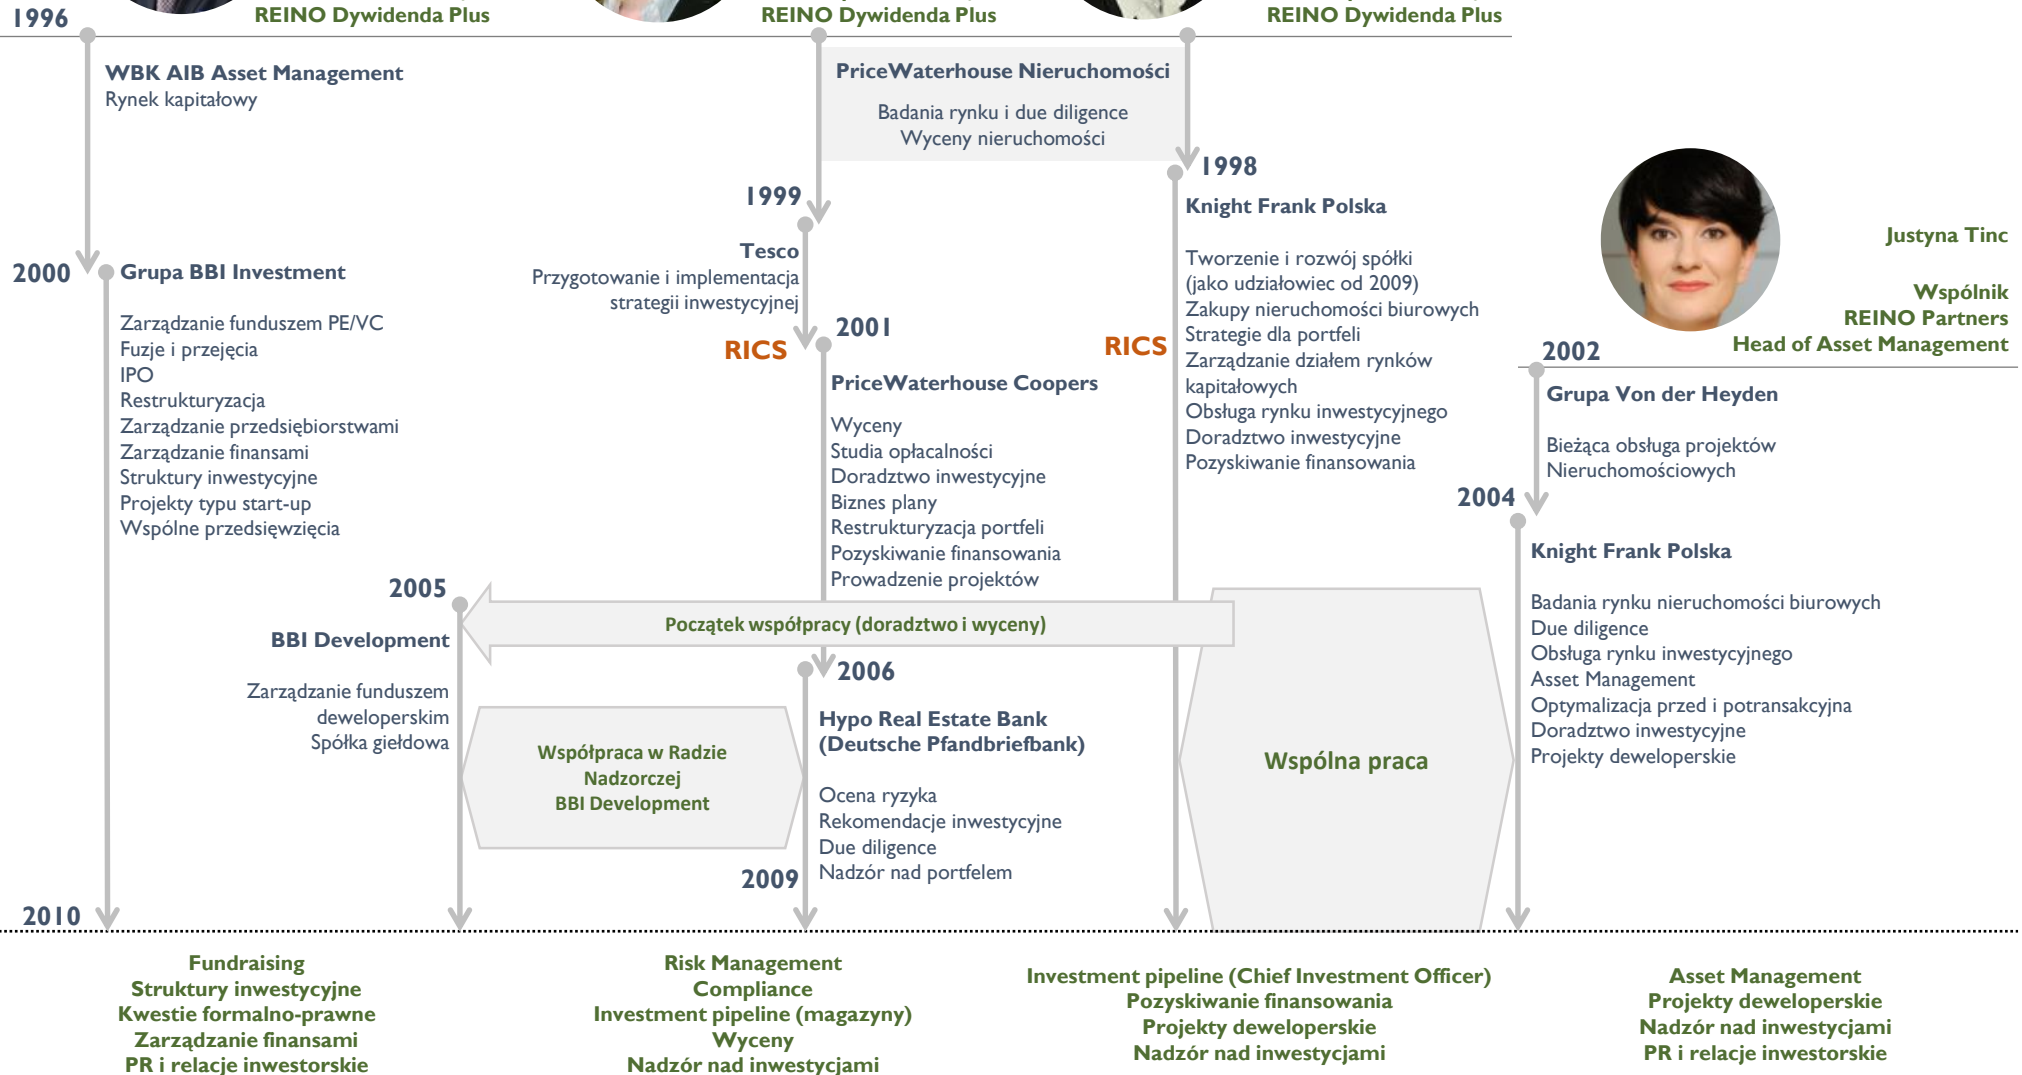 REINO Dywidenda Plus
REINO Dywidenda Plus
REINO Dywidenda Plus
1996
WBK AIB Asset Management
Rynek kapitałowy
PriceWaterhouse Nieruchomości
Badania rynku i due diligence
Wyceny nieruchomości
1999
Tesco
Przygotowanie i implementacja
strategii inwestycyjnej
RICS
1998
Knight Frank Polska
Tworzenie i rozwój spółki
(jako udziałowiec od 2009)
Zakupy nieruchomości biurowych
Strategie dla portfeli
Zarządzanie działem rynków
kapitałowych
Obsługa rynku inwestycyjnego
Doradztwo inwestycyjne
Pozyskiwanie finansowania
RICS
Justyna Tinc
Wspólnik
REINO Partners
Head of Asset Management
2000
Grupa BBI Investment
Zarządzanie funduszem PE/VC
Fuzje i przejęcia
IPO
Restrukturyzacja
Zarządzanie przedsiębiorstwami
Zarządzanie finansami
Struktury inwestycyjne
Projekty typu start-up
Wspólne przedsięwzięcia
2001
PriceWaterhouse Coopers
Wyceny
Studia opłacalności
Doradztwo inwestycyjne
Biznes plany
Restrukturyzacja portfeli
Pozyskiwanie finansowania
Prowadzenie projektów
2002
Grupa Von der Heyden
Bieżąca obsługa projektów
Nieruchomościowych
2004
Knight Frank Polska
Badania rynku nieruchomości biurowych
Due diligence
Obsługa rynku inwestycyjnego
Asset Management
Optymalizacja przed i potransakcyjna
Doradztwo inwestycyjne
Projekty deweloperskie
2005
Początek współpracy (doradztwo i wyceny)
BBI Development
Zarządzanie funduszem
deweloperskim
Spółka giełdowa
Współpraca w Radzie
Nadzorczej
BBI Development
2006
Hypo Real Estate Bank
(Deutsche Pfandbriefbank)
Ocena ryzyka
Rekomendacje inwestycyjne
Due diligence
Nadzór nad portfelem
2009
Wspólna praca
2010
Fundraising
Struktury inwestycyjne
Kwestie formalno-prawne
Zarządzanie finansami
PR i relacje inwestorskie
Risk Management
Compliance
Investment pipeline (magazyny)
Wyceny
Nadzór nad inwestycjami
Investment pipeline (Chief Investment Officer)
Pozyskiwanie finansowania
Projekty deweloperskie
Nadzór nad inwestycjami
Asset Management
Projekty deweloperskie
Nadzór nad inwestycjami
PR i relacje inwestorskie